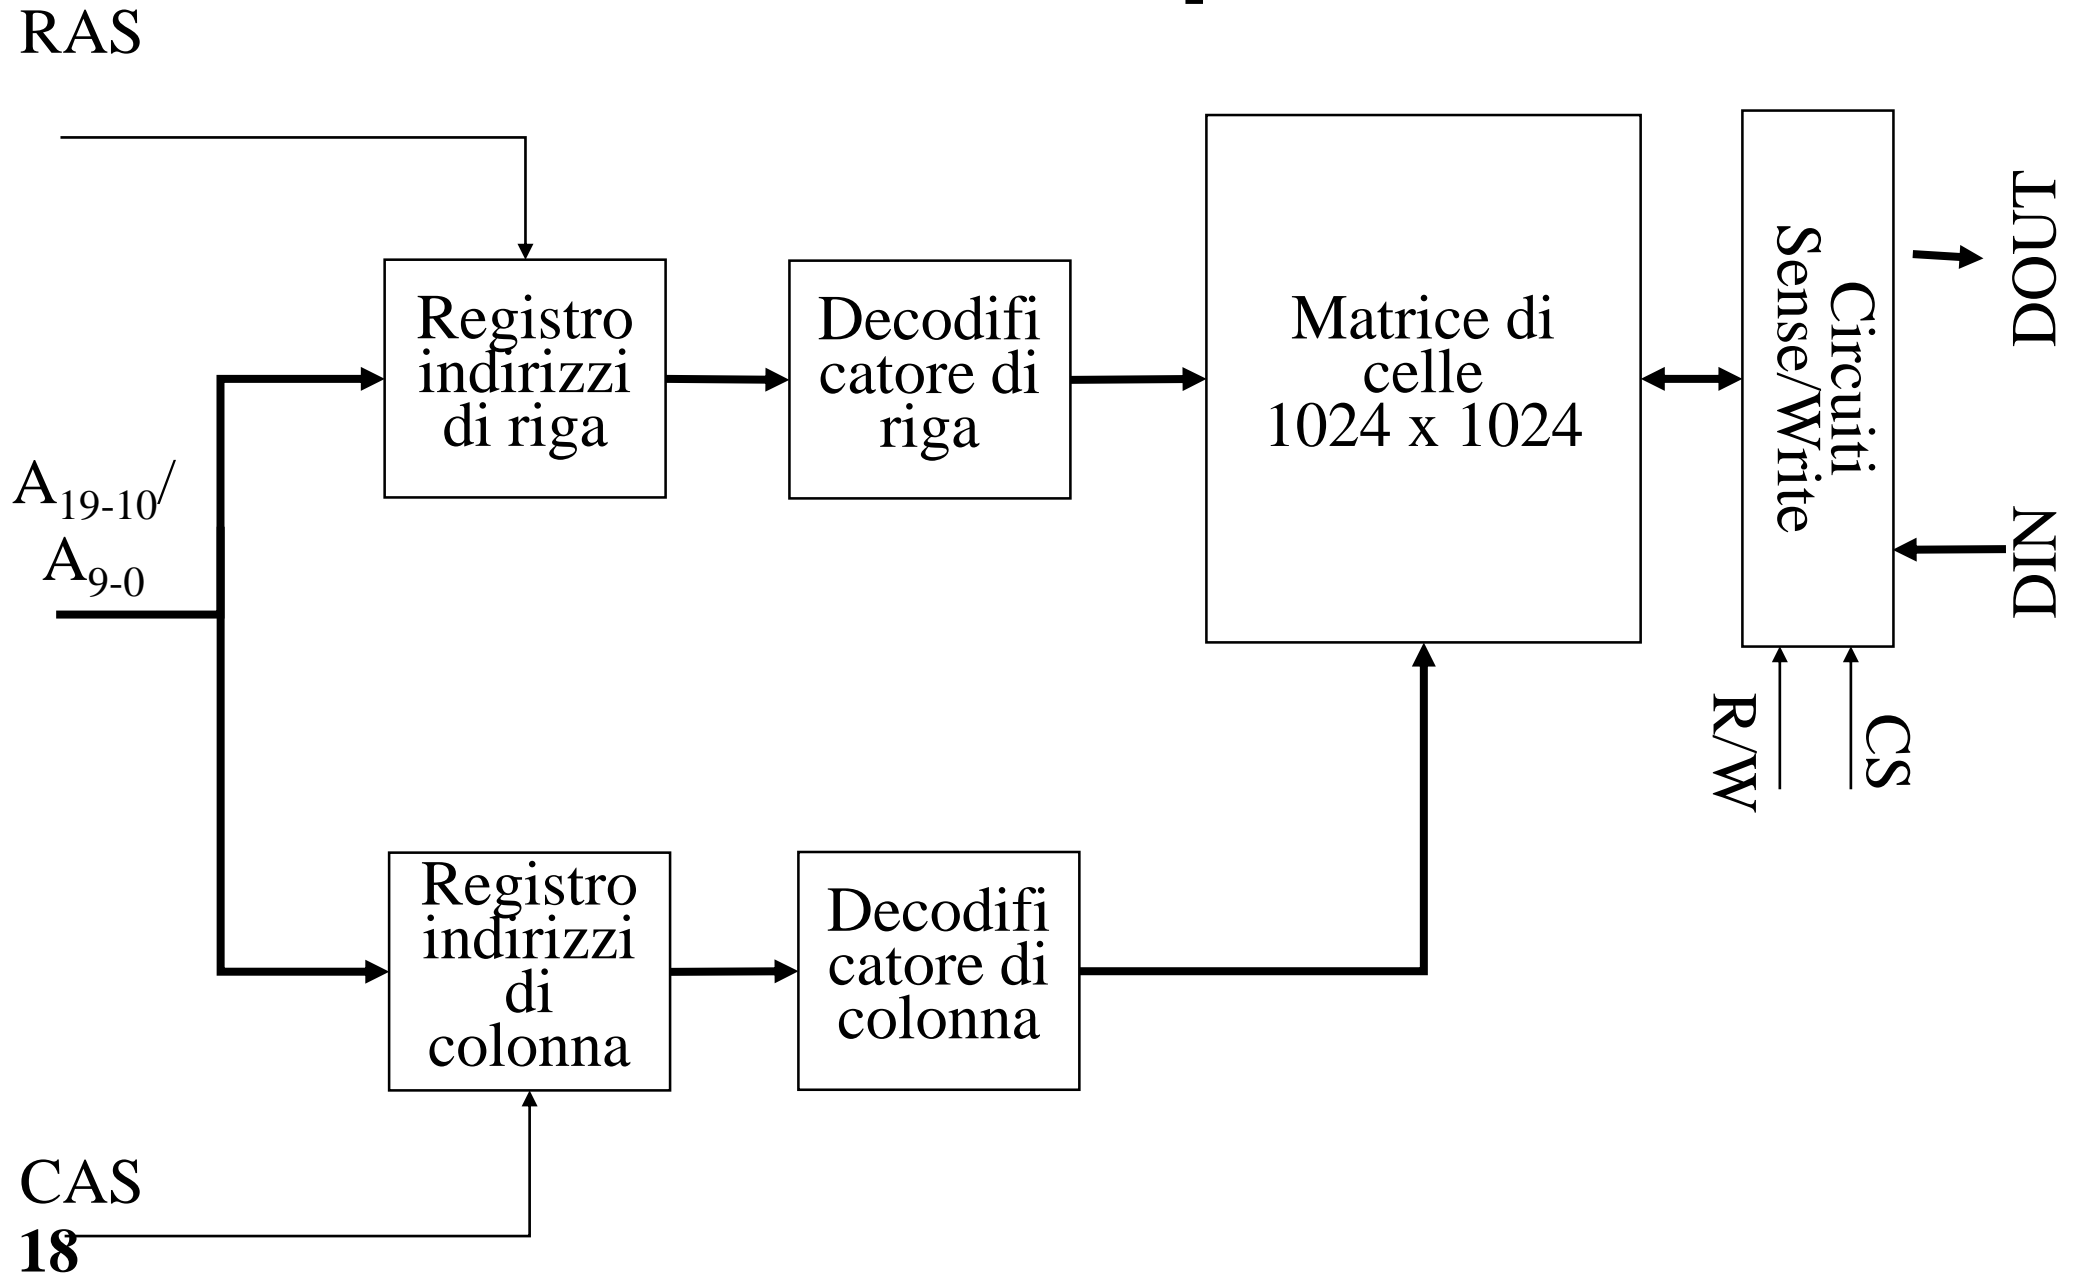 RAS
Registro
indirizzi
di riga
Decodifi
catore di
riga
Matrice di
celle
1024 x 1024
Circuiti
Sense/Write
DOUT
DIN
A19-10/
A9-0
R/W
CS
Registro
indirizzi
di
colonna
Decodifi
catore di
colonna
CAS
18